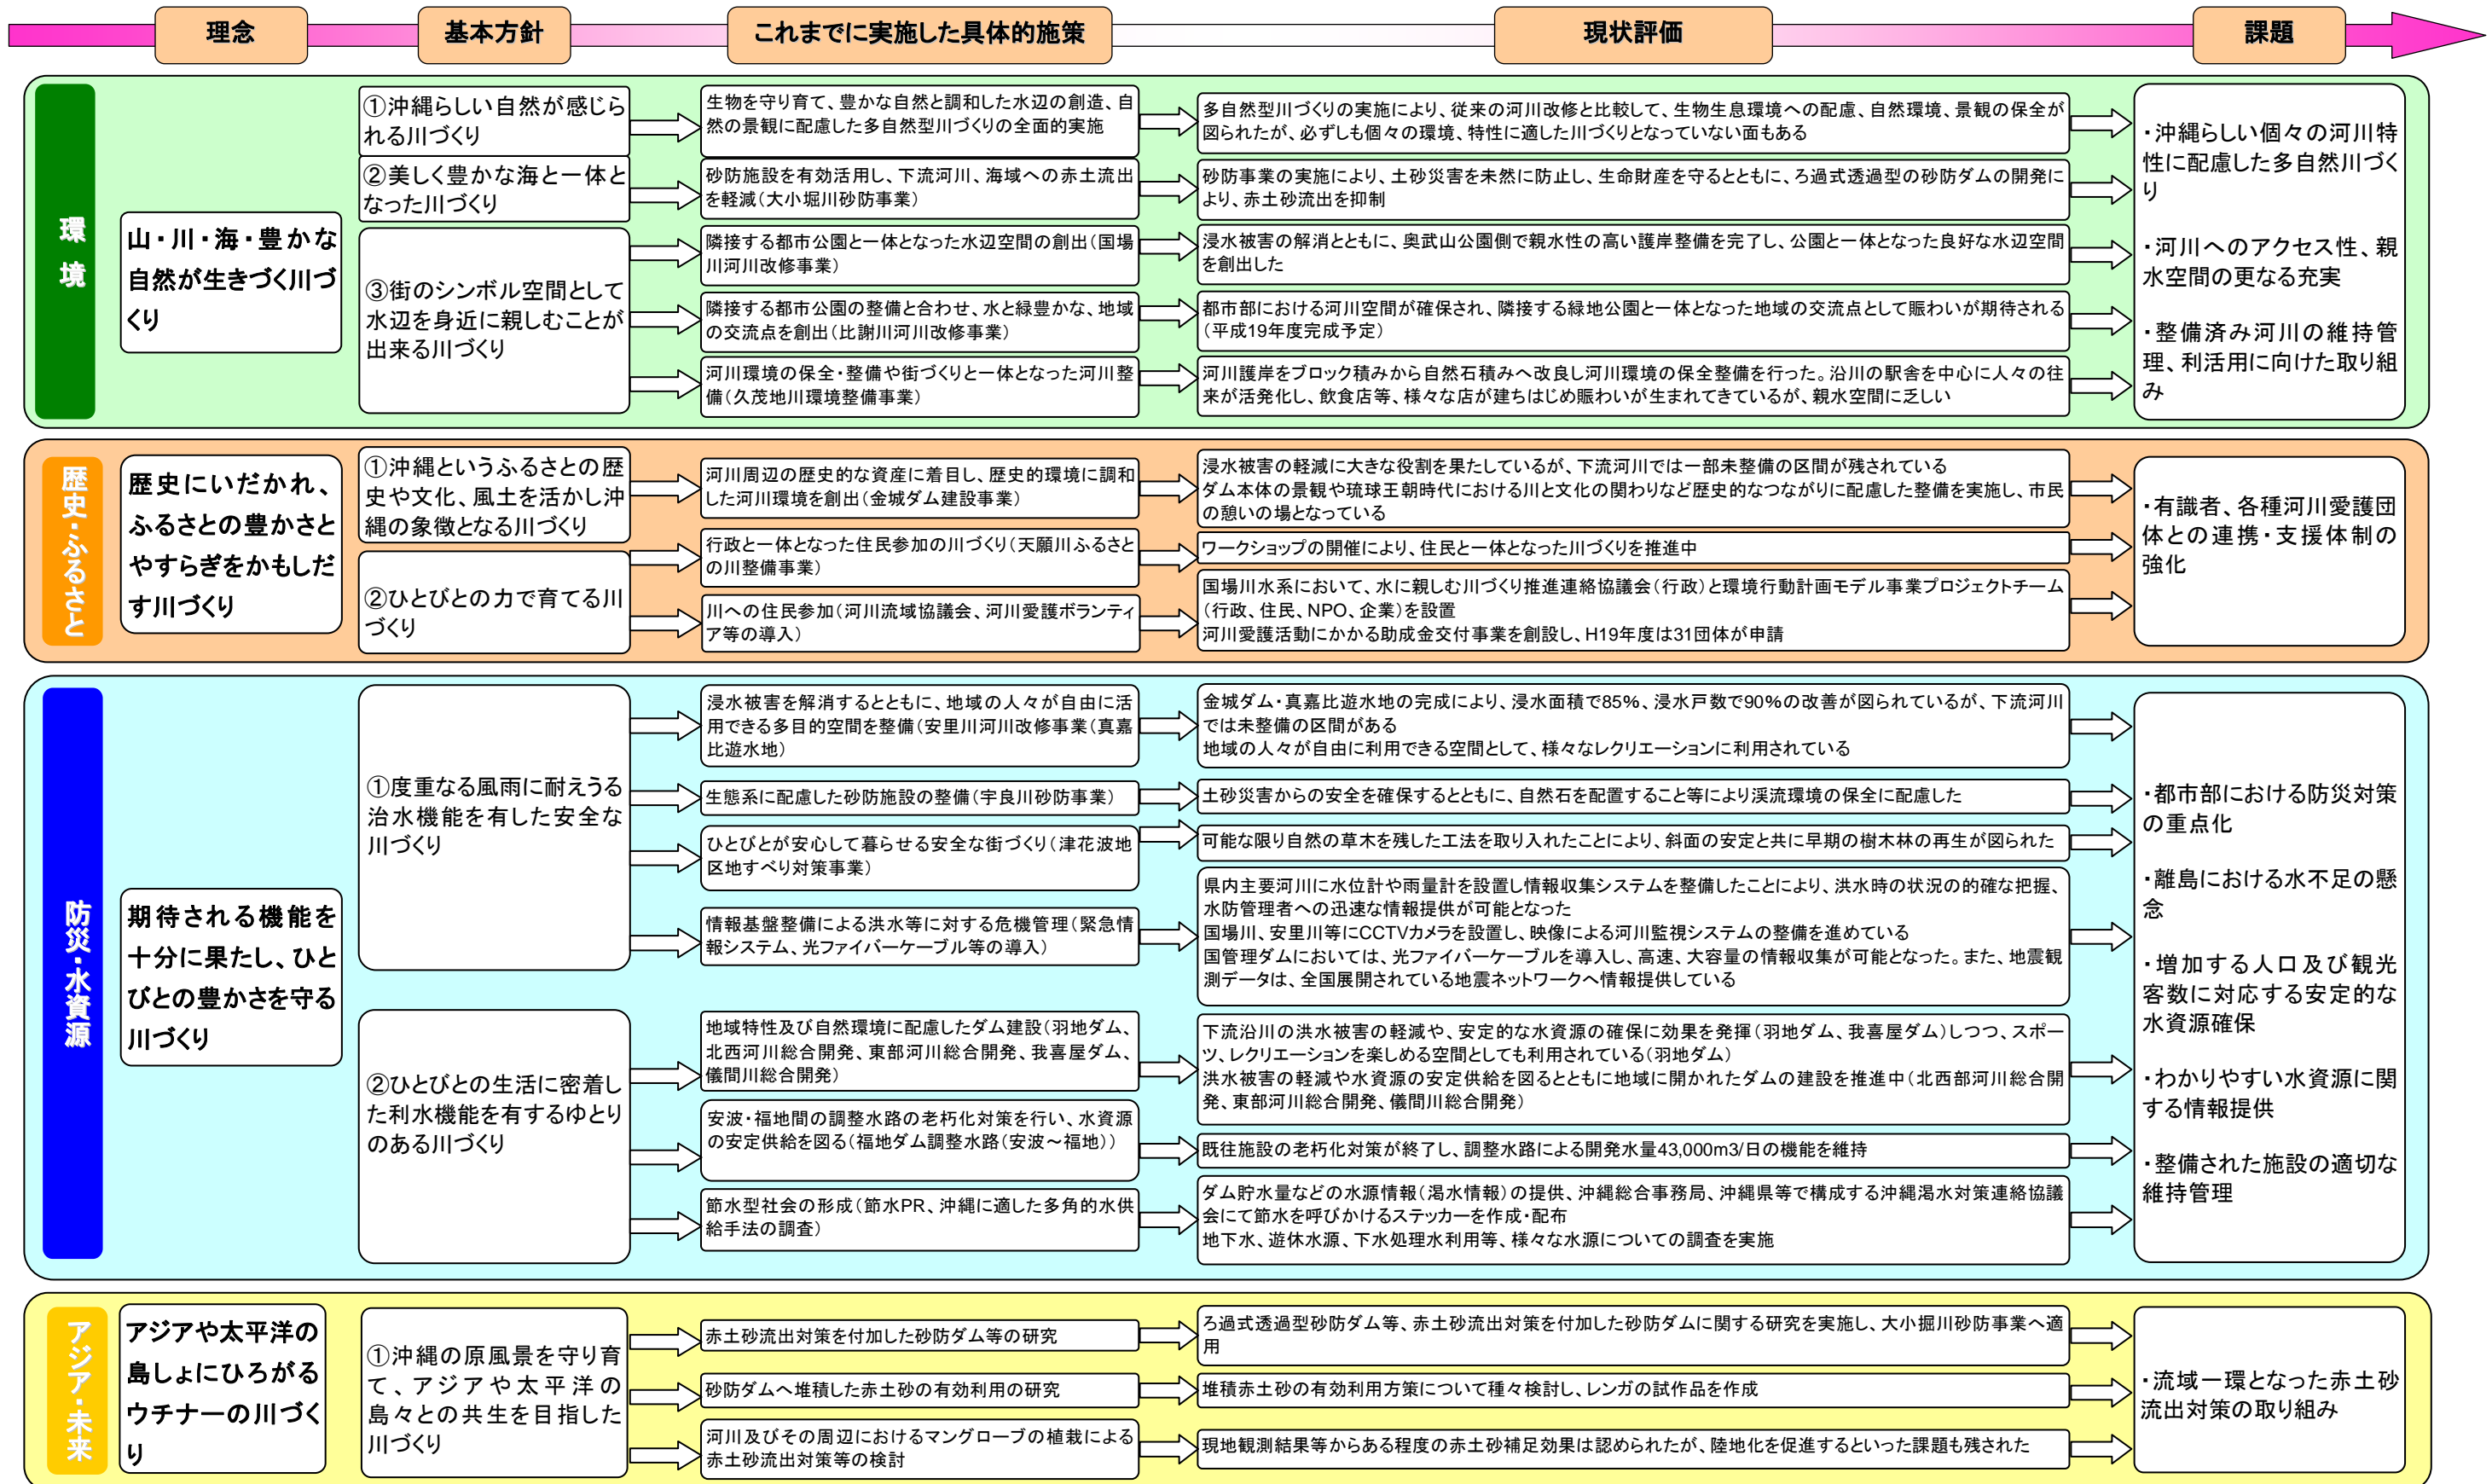 理念
基本方針
これまでに実施した具体的施策
現状評価
課題
環境
山・川・海・豊かな
自然が生きづく川づ
くり
①沖縄らしい自然が感じら
れる川づくり
生物を守り育て、豊かな自然と調和した水辺の創造、自
然の景観に配慮した多自然型川づくりの全面的実施
多自然型川づくりの実施により、従来の河川改修と比較して、生物生息環境への配慮、自然環境、景観の保全が
図られたが、必ずしも個々の環境、特性に適した川づくりとなっていない面もある
②美しく豊かな海と一体と
なった川づくり
砂防施設を有効活用し、下流河川、海域への赤土流出
を軽減（大小堀川砂防事業）
砂防事業の実施により、土砂災害を未然に防止し、生命財産を守るとともに、ろ過式透過型の砂防ダムの開発に
より、赤土砂流出を抑制
③街のシンボル空間として
水辺を身近に親しむことが
出来る川づくり
隣接する都市公園と一体となった水辺空間の創出（国場
川河川改修事業）
浸水被害の解消とともに、奥武山公園側で親水性の高い護岸整備を完了し、公園と一体となった良好な水辺空間
を創出した
隣接する都市公園の整備と合わせ、水と緑豊かな、地域
の交流点を創出（比謝川河川改修事業）
都市部における河川空間が確保され、隣接する緑地公園と一体となった地域の交流点として賑わいが期待される
（平成19年度完成予定）
河川環境の保全・整備や街づくりと一体となった河川整
備（久茂地川環境整備事業）
河川護岸をブロック積みから自然石積みへ改良し河川環境の保全整備を行った。沿川の駅舎を中心に人々の往
来が活発化し、飲食店等、様々な店が建ちはじめ賑わいが生まれてきているが、親水空間に乏しい
・沖縄らしい個々の河川特
性に配慮した多自然川づく
り
・河川へのアクセス性、親
水空間の更なる充実
・整備済み河川の維持管
理、利活用に向けた取り組
み
歴史・ふるさと
歴史にいだかれ、
ふるさとの豊かさと
やすらぎをかもしだ
す川づくり
①沖縄というふるさとの歴
史や文化、風土を活かし沖
縄の象徴となる川づくり
河川周辺の歴史的な資産に着目し、歴史的環境に調和
した河川環境を創出（金城ダム建設事業）
浸水被害の軽減に大きな役割を果たしているが、下流河川では一部未整備の区間が残されている
ダム本体の景観や琉球王朝時代における川と文化の関わりなど歴史的なつながりに配慮した整備を実施し、市民
の憩いの場となっている
②ひとびとの力で育てる川
づくり
行政と一体となった住民参加の川づくり（天願川ふるさと
の川整備事業）
ワークショップの開催により、住民と一体となった川づくりを推進中
川への住民参加（河川流域協議会、河川愛護ボランティ
ア等の導入）
国場川水系において、水に親しむ川づくり推進連絡協議会（行政）と環境行動計画モデル事業プロジェクトチーム
（行政、住民、NPO、企業）を設置
河川愛護活動にかかる助成金交付事業を創設し、H19年度は31団体が申請
・有識者、各種河川愛護団
体との連携・支援体制の
強化
防災・水資源
期待される機能を
十分に果たし、ひと
びとの豊かさを守る
川づくり
①度重なる風雨に耐えうる
治水機能を有した安全な
川づくり
浸水被害を解消するとともに、地域の人々が自由に活
用できる多目的空間を整備（安里川河川改修事業（真嘉
比遊水地）
金城ダム・真嘉比遊水地の完成により、浸水面積で85%、浸水戸数で90%の改善が図られているが、下流河川
では未整備の区間がある
地域の人々が自由に利用できる空間として、様々なレクリエーションに利用されている
生態系に配慮した砂防施設の整備（宇良川砂防事業）
土砂災害からの安全を確保するとともに、自然石を配置すること等により渓流環境の保全に配慮した
ひとびとが安心して暮らせる安全な街づくり（津花波地
区地すべり対策事業）
可能な限り自然の草木を残した工法を取り入れたことにより、斜面の安定と共に早期の樹木林の再生が図られた
情報基盤整備による洪水等に対する危機管理（緊急情
報システム、光ファイバーケーブル等の導入）
県内主要河川に水位計や雨量計を設置し情報収集システムを整備したことにより、洪水時の状況の的確な把握、
水防管理者への迅速な情報提供が可能となった
国場川、安里川等にCCTVカメラを設置し、映像による河川監視システムの整備を進めている
国管理ダムにおいては、光ファイバーケーブルを導入し、高速、大容量の情報収集が可能となった。また、地震観
測データは、全国展開されている地震ネットワークへ情報提供している
②ひとびとの生活に密着し
た利水機能を有するゆとり
のある川づくり
地域特性及び自然環境に配慮したダム建設（羽地ダム、
北西河川総合開発、東部河川総合開発、我喜屋ダム、
儀間川総合開発）
下流沿川の洪水被害の軽減や、安定的な水資源の確保に効果を発揮（羽地ダム、我喜屋ダム）しつつ、スポー
ツ、レクリエーションを楽しめる空間としても利用されている（羽地ダム）
洪水被害の軽減や水資源の安定供給を図るとともに地域に開かれたダムの建設を推進中（北西部河川総合開
発、東部河川総合開発、儀間川総合開発）
安波・福地間の調整水路の老朽化対策を行い、水資源
の安定供給を図る（福地ダム調整水路（安波～福地））
既往施設の老朽化対策が終了し、調整水路による開発水量43,000m3/日の機能を維持
節水型社会の形成（節水PR、沖縄に適した多角的水供
給手法の調査）
ダム貯水量などの水源情報（渇水情報）の提供、沖縄総合事務局、沖縄県等で構成する沖縄渇水対策連絡協議
会にて節水を呼びかけるステッカーを作成・配布
地下水、遊休水源、下水処理水利用等、様々な水源についての調査を実施
・都市部における防災対策
の重点化
・離島における水不足の懸
念
・増加する人口及び観光
客数に対応する安定的な
水資源確保
・わかりやすい水資源に関
する情報提供
・整備された施設の適切な
維持管理
アジア・未来
アジアや太平洋の
島しょにひろがる
ウチナーの川づく
り
①沖縄の原風景を守り育
て、アジアや太平洋の
島々との共生を目指した
川づくり
赤土砂流出対策を付加した砂防ダム等の研究
ろ過式透過型砂防ダム等、赤土砂流出対策を付加した砂防ダムに関する研究を実施し、大小掘川砂防事業へ適
用
砂防ダムへ堆積した赤土砂の有効利用の研究
堆積赤土砂の有効利用方策について種々検討し、レンガの試作品を作成
河川及びその周辺におけるマングローブの植栽による
赤土砂流出対策等の検討
現地観測結果等からある程度の赤土砂補足効果は認められたが、陸地化を促進するといった課題も残された
・流域一環となった赤土砂
流出対策の取り組み